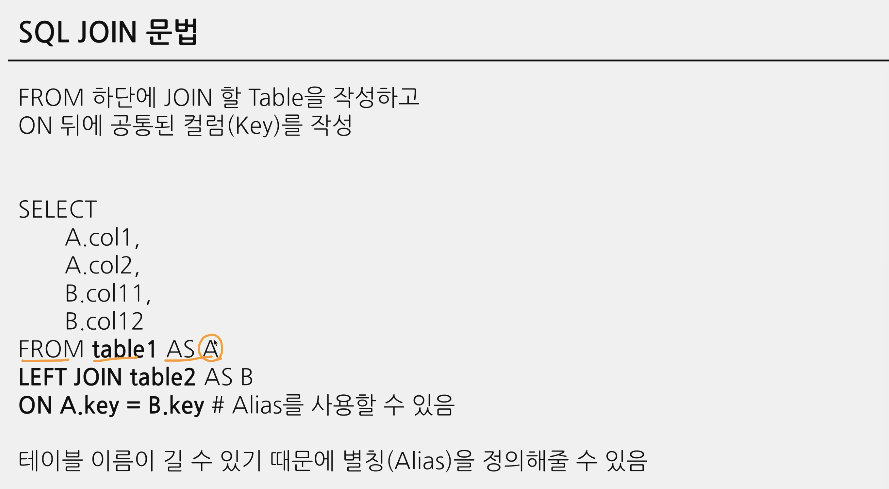 SQL JOIN 문법
FROM 하단에 JOIN 할 Table을 작성하고
ON 뒤에 공통된 컬럼(Key)를 작성
SELECT
A.col1,
A.col2,
B.col11,
B.col12
FROM table1 AS A
LEFT JOIN table2 AS B
ON A.key = B.key # Alias를 사용할 수 있음
테이블 이름이 길 수 있기 때문에 별칭(Alias)을 정의해줄 수 있음